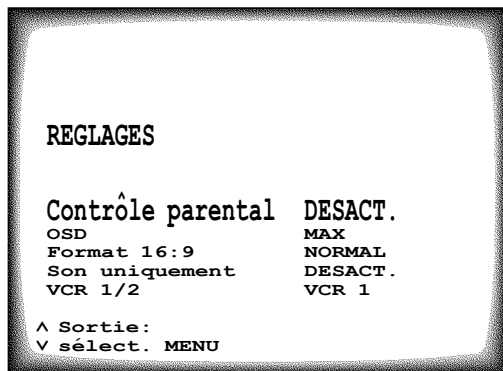 REGLAGES
Contrôle parental DESACT.
OSD MAX
Format 16:9 NORMAL
Son uniquement DESACT.
VCR 1/2 VCR 1
^ Sortie:
v sélect. MENU